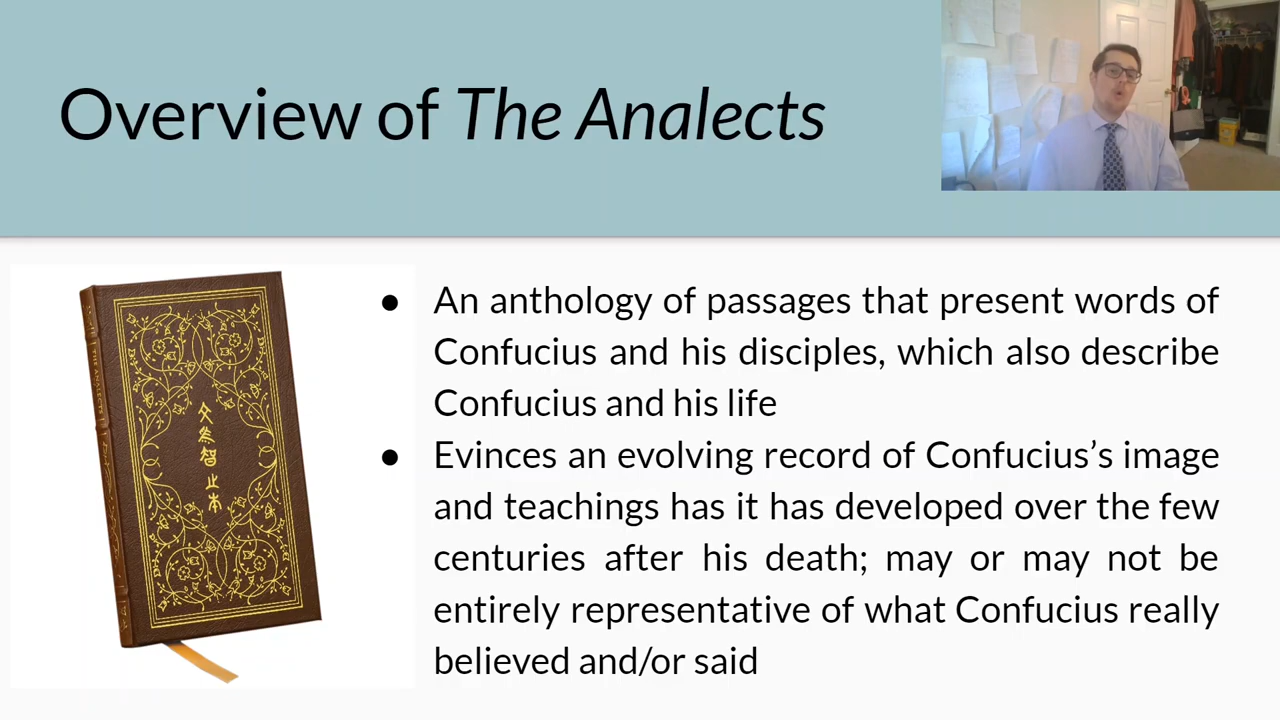 Overview of The Analects
An anthology of passages that present words of
Confucius and his disciples, which also describe
Confucius and his life
Evinces an evolving record of Confucius’s image
and teachings has it has developed over the few
centuries after his death; may or may not be
entirely representative of what Confucius really
believed and/or said